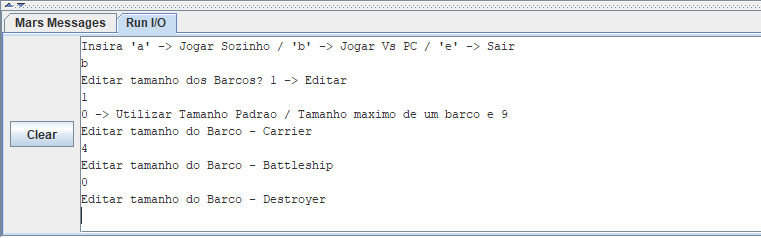 Mars Messages Run I/O
Insira 'a' -> Jogar Sozinho / 'b' -> Jogar Vs PC / 'e' -> Sair
b
Editar tamanho dos Barcos? 1 -> Editar
1
0 -> Utilizar Tamanho Padrao / Tamanho maximo de um barco e 9
Editar tamanho do Barco - Carrier
4
Editar tamanho do Barco - Battleship
0
Editar tamanho do Barco - Destroyer
Clear